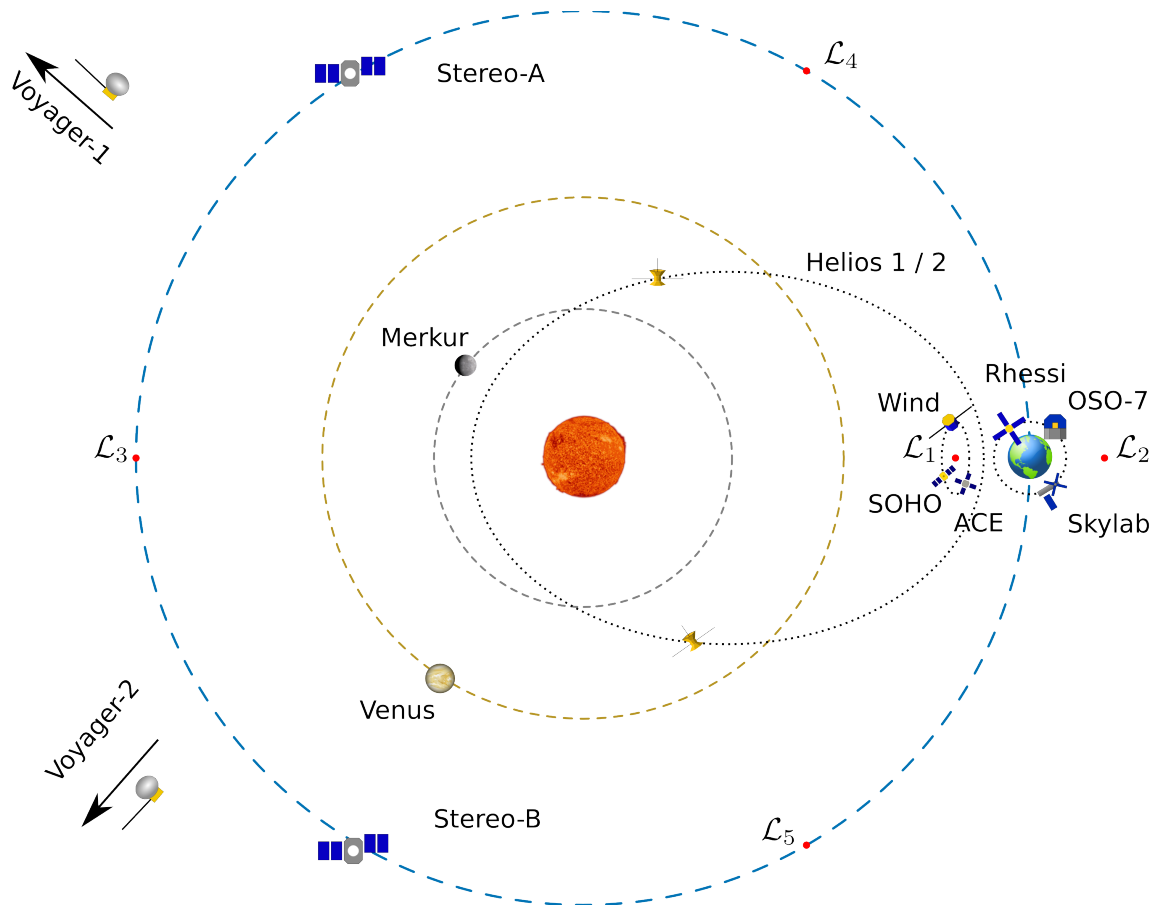 Stereo-A
ℒ₄
Voyager-1
Helios 1 / 2
Merkur
Rhessi
Wind
OSO-7
ℒ₃
ℒ₁
ℒ₂
SOHO
ACE
Skylab
Venus
Voyager-2
Stereo-B
ℒ₅